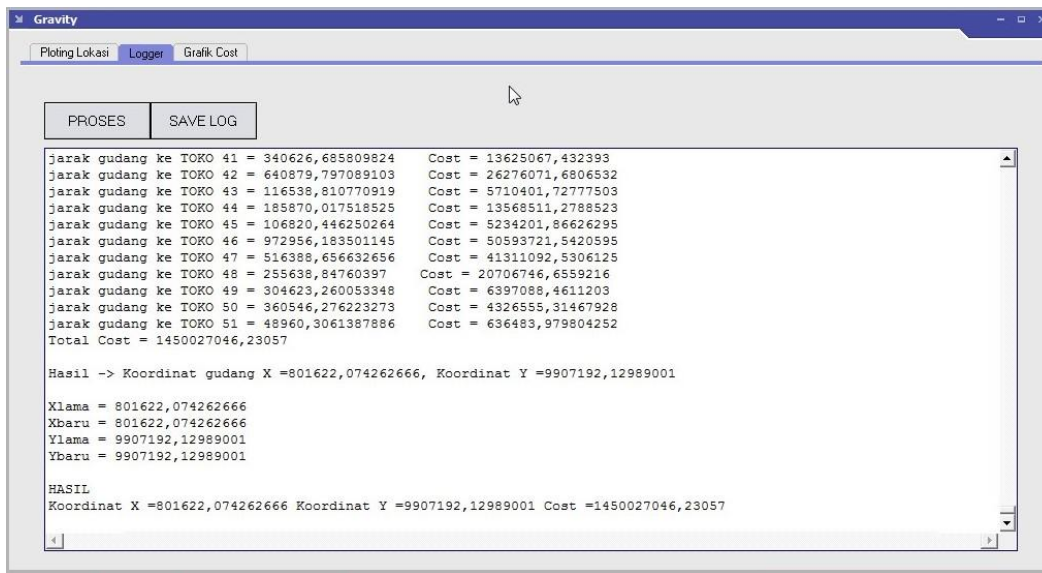 Gravity
Ploting Lokasi Logger Grafik Cost
PROSES SAVE LOG
jarak gudang ke TOKO 41 = 340626,685809824 Cost = 13625067,432393
jarak gudang ke TOKO 42 = 640879,797089103 Cost = 26276071,6806532
jarak gudang ke TOKO 43 = 116538,810770919 Cost = 5710401,72777503
jarak gudang ke TOKO 44 = 185870,017518525 Cost = 13568511,2788523
jarak gudang ke TOKO 45 = 106820,446250264 Cost = 5234201,86626295
jarak gudang ke TOKO 46 = 972956,183501145 Cost = 50593721,5420595
jarak gudang ke TOKO 47 = 516388,656632656 Cost = 41311092,5306125
jarak gudang ke TOKO 48 = 255638,84760397 Cost = 20706746,6559216
jarak gudang ke TOKO 49 = 304623,260053348 Cost = 6397088,4611203
jarak gudang ke TOKO 50 = 360546,276223273 Cost = 4326555,31467928
jarak gudang ke TOKO 51 = 48960,3061387886 Cost = 636483,979804252
Total Cost = 1450027046,23057
Hasil -> Koordinat gudang X =801622,074262666, Koordinat Y =9907192,12989001
Xlama = 801622,074262666
Xbaru = 801622,074262666
Ylama = 9907192,12989001
Ybaru = 9907192,12989001
HASIL
Koordinat X =801622,074262666 Koordinat Y =9907192,12989001 Cost =1450027046,23057